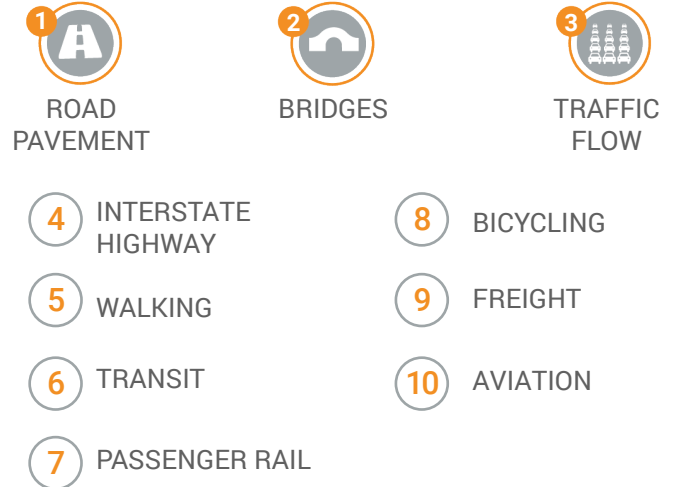 1
ROAD
PAVEMENT
2
BRIDGES
3
TRAFFIC
FLOW
4 INTERSTATE
HIGHWAY
5 WALKING
6 TRANSIT
7 PASSENGER RAIL
8 BICYCLING
9 FREIGHT
10 AVIATION